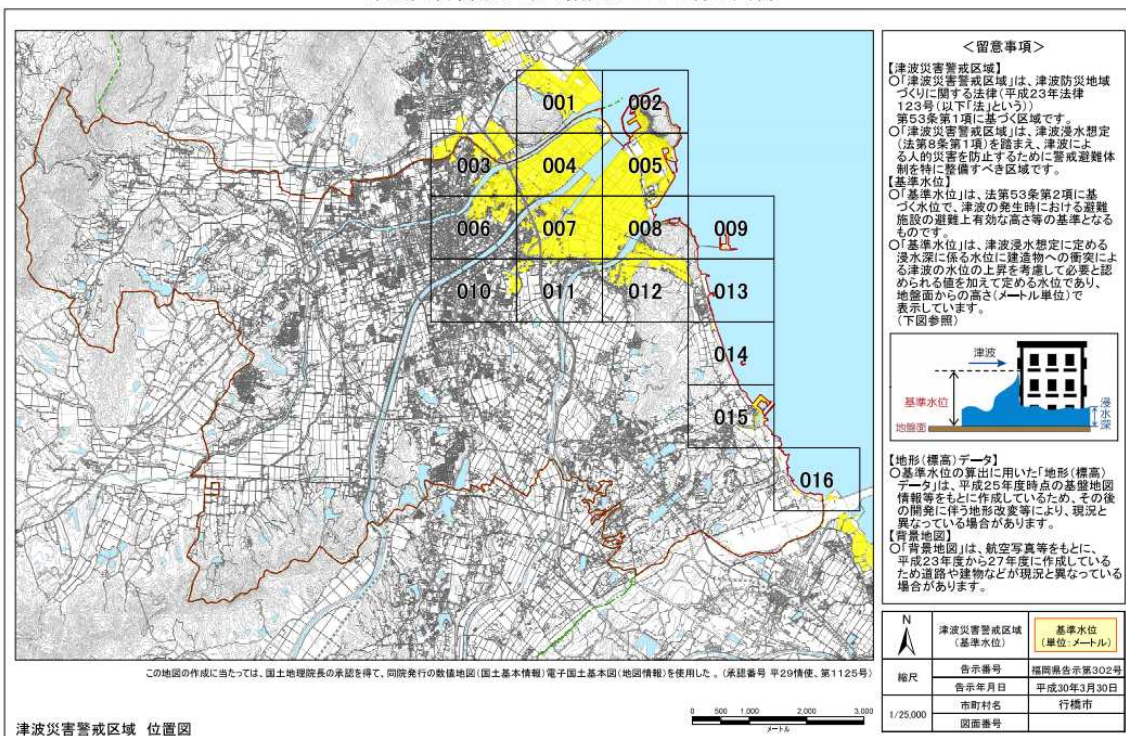 001
002
003
004
005
006
007
008
009
010
011
012
013
014
015
016
この地図の作成に当たっては、国土地理院長の承認を得て、同院発行の数値地図(国土基本情報)電子国土基本図(地図情報)を使用した。(承認番号 平29情使、第1125号)
津波災害警戒区域 位置図
0 500 1,000 2,000 3,000
メートル
<留意事項>
【津波災害警戒区域】
○「津波災害警戒区域」は、津波防災地域
づくりに関する法律(平成23年法律
123号(以下「法」という))
第53条第1項に基づく区域です。
○「津波災害警戒区域」は、津波浸水想定
(法第8条第1項)を踏まえ、津波によ
る人的災害を防止するために警戒避難体
制を特に整備すべき区域です。
【基準水位】
○「基準水位」は、法第53条第2項に基
づく水位で、津波の発生時における避難
施設の避難上有効な高さ等の基準となる
ものです。
○「基準水位」は、津波浸水想定に定める
浸水深に係る水位に建造物への衝突によ
る津波の水位の上昇を考慮して必要と認
められる値を加えて定める水位であり、
地盤面からの高さ(メートル単位)で
表示しています。
(下図参照)
津波
基準水位
浸水深
地盤面
【地形(標高)データ】
○基準水位の算出に用いた「地形(標高)
データ」は、平成25年度時点の基盤地図
情報等をもとに作成しているため、その後
の開発に伴う地形改変等により、現況と
異なっている場合があります。
【背景地図】
○「背景地図」は、航空写真等をもとに、
平成23年度から27年度に作成している
ため道路や建物などが現況と異なっている
場合があります。
N
津波災害警戒区域
(基準水位)
基準水位
(単位:メートル)
縮尺
1/25,000
告示番号
福岡県告示第302号
告示年月日
平成30年3月30日
市町村名
行橋市
図面番号